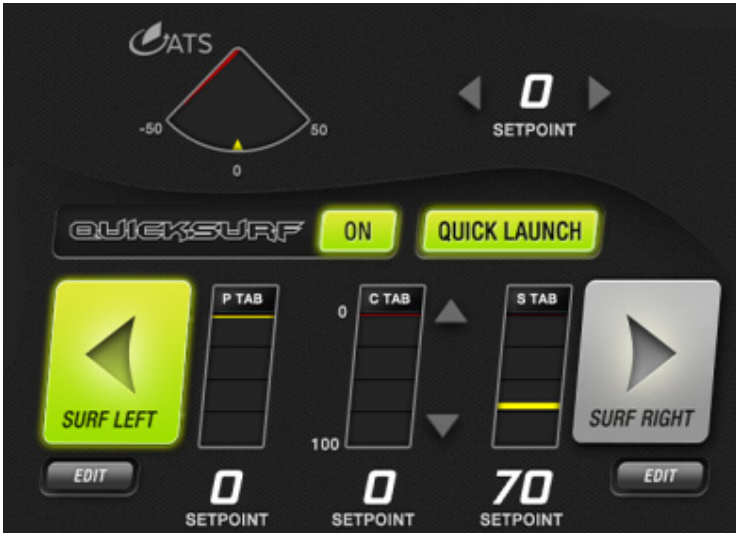 ATS
-50
50
0
0
SETPOINT
QUICKSURF
ON
QUICK LAUNCH
P TAB
C TAB
S TAB
0
100
SURF LEFT
SURF RIGHT
EDIT
EDIT
0
SETPOINT
0
SETPOINT
70
SETPOINT